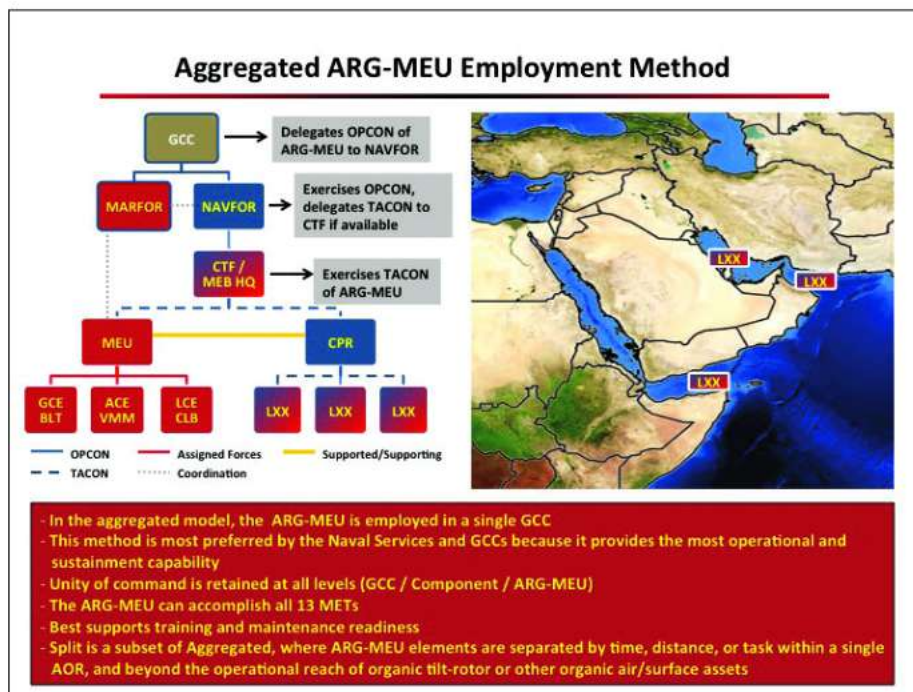 Aggregated ARG-MEU Employment Method
GCC
Delegates OPCON of
ARG-MEU to NAVFOR
MARFOR
NAVFOR
Exercises OPCON,
delegates TACON to
CTF if available
CTF /
MEB HQ
Exercises TACON
of ARG-MEU
MEU
CPR
GCE
BLT
ACE
VMM
LCE
CLB
LXX
LXX
LXX
OPCON
Assigned Forces
Supported/Supporting
TACON
Coordination
LXX
LXX
LXX
- In the aggregated model, the ARG-MEU is employed in a single GCC
- This method is most preferred by the Naval Services and GCCs because it provides the most operational and
sustainment capability
- Unity of command is retained at all levels (GCC / Component / ARG-MEU)
- The ARG-MEU can accomplish all 13 METs
- Best supports training and maintenance readiness
- Split is a subset of Aggregated, where ARG-MEU elements are separated by time, distance, or task within a single
AOR, and beyond the operational reach of organic tilt-rotor or other organic air/surface assets